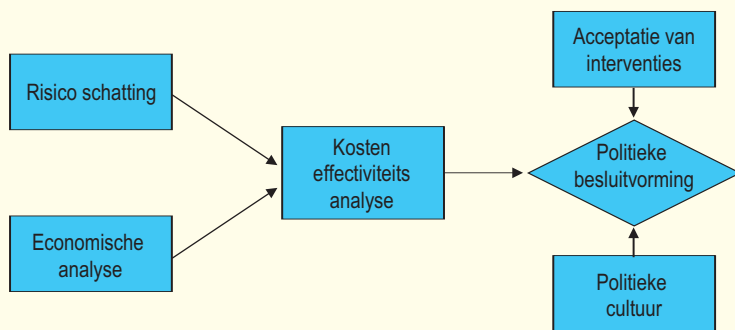 Risico schatting
Economische
analyse
Kosten
effectiviteits
analyse
Acceptatie van
interventies
Politieke
besluitvorming
Politieke
cultuur